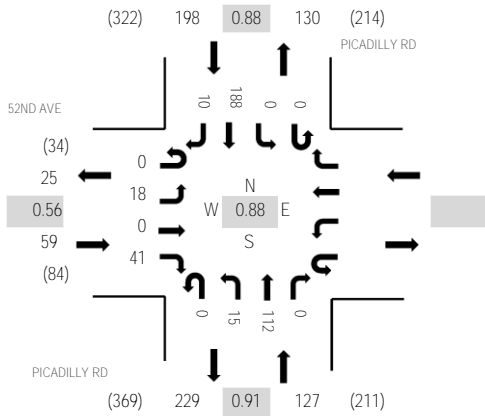 (322) 198 0.88 130 (214)
PICADILLY RD
10 188 0 0
52ND AVE
(34)
25
0.56
59
(84)
0
18
0
41
N
W 0.88 E
S
0 15 112 0
PICADILLY RD
(369) 229 0.91 127 (211)